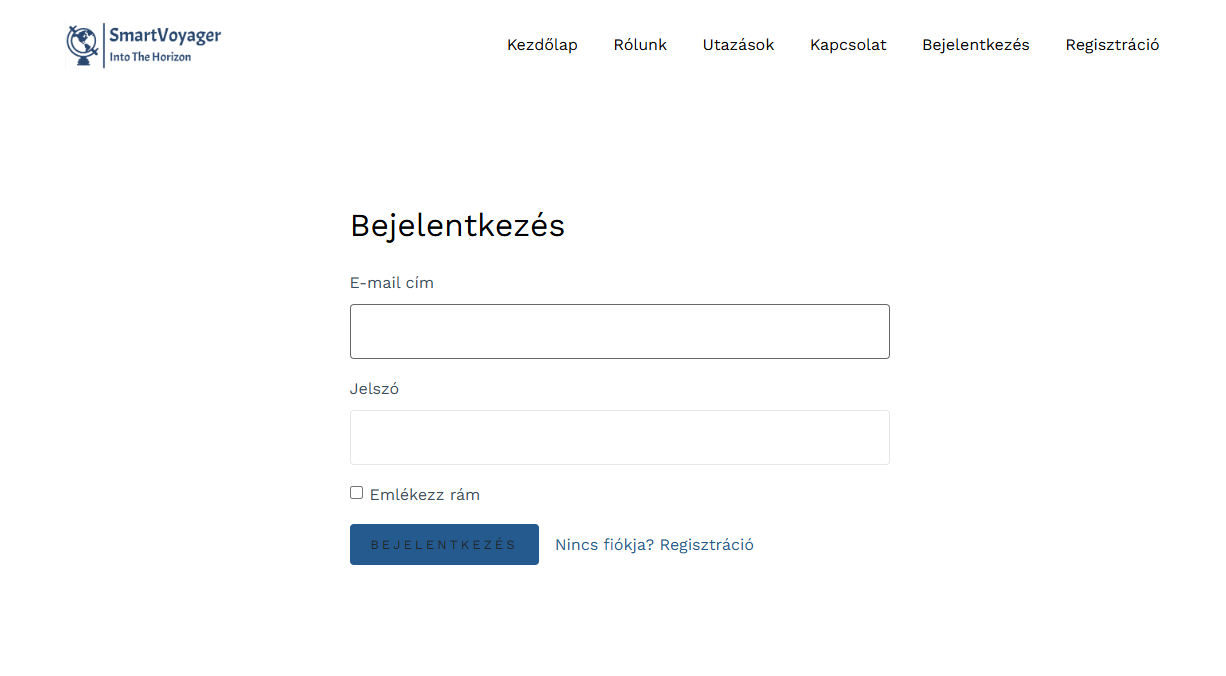 SmartVoyager
Into The Horizon
Kezdőlap Rólunk Utazások Kapcsolat Bejelentkezés Regisztráció
Bejelentkezés
E-mail cím
Jelszó
Emlékezz rám
BEJELENTKEZÉS Nincs fiókja? Regisztráció